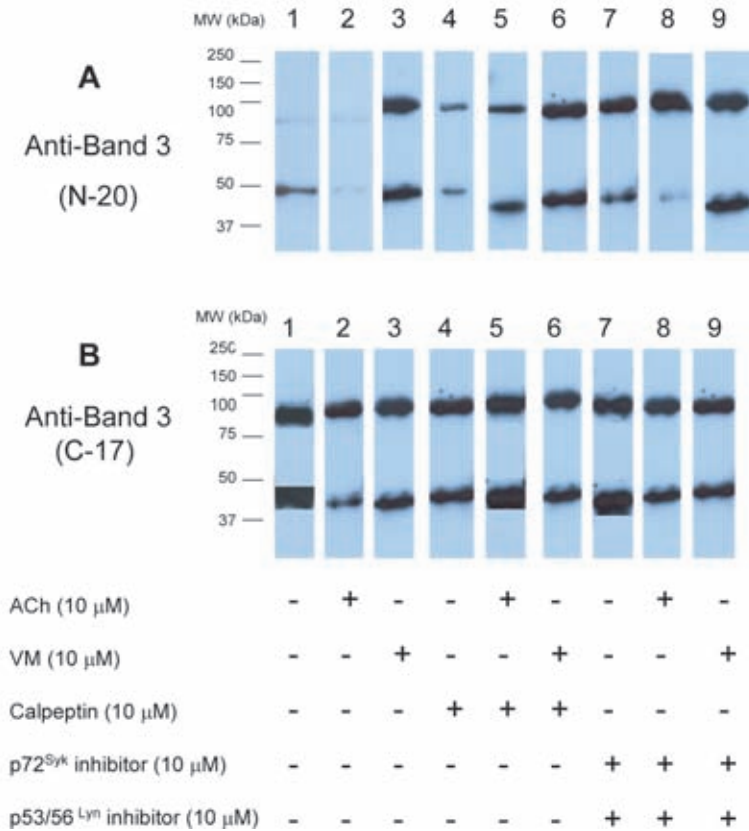 MW (kDa) 1 2 3 4 5 6 7 8 9
A
Anti-Band 3
(N-20)
250
150
100
75
50
37
MW (kDa) 1 2 3 4 5 6 7 8 9
B
Anti-Band 3
(C-17)
250
150
100
75
50
37
ACh (10 μM) - + - - + - - + -
VM (10 μM) - - + - - + - - +
Calpeptin (10 μM) - - - + + + - - -
p72Syk inhibitor (10 μM) - - - - - - + + +
p53/56 Lyn inhibitor (10 μM) - - - - - - + + +